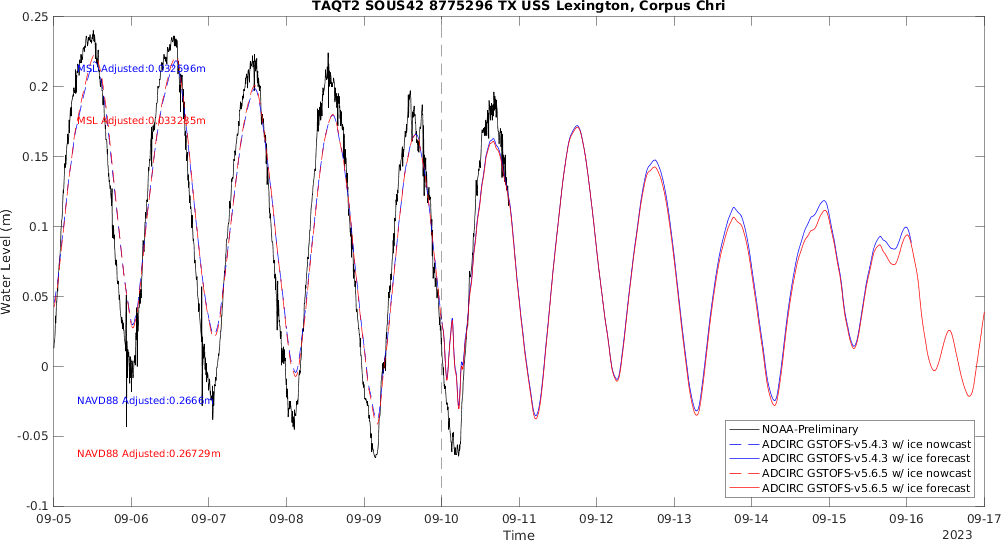 TAQT2 SOUS42 8775296 TX USS Lexington, Corpus Chri
0.25
0.2
0.15
0.1
0.05
0
-0.05
-0.1
Water Level (m)
MSL Adjusted:0.032696m
MSL Adjusted:0.033285m
NAVD88 Adjusted:0.2666m
NAVD88 Adjusted:0.26729m
NOAA-Preliminary
ADCIRC GSTOFS-v5.4.3 w/ ice nowcast
ADCIRC GSTOFS-v5.4.3 w/ ice forecast
ADCIRC GSTOFS-v5.6.5 w/ ice nowcast
ADCIRC GSTOFS-v5.6.5 w/ ice forecast
09-05 09-06 09-07 09-08 09-09 09-10 09-11 09-12 09-13 09-14 09-15 09-16 09-17
Time
2023